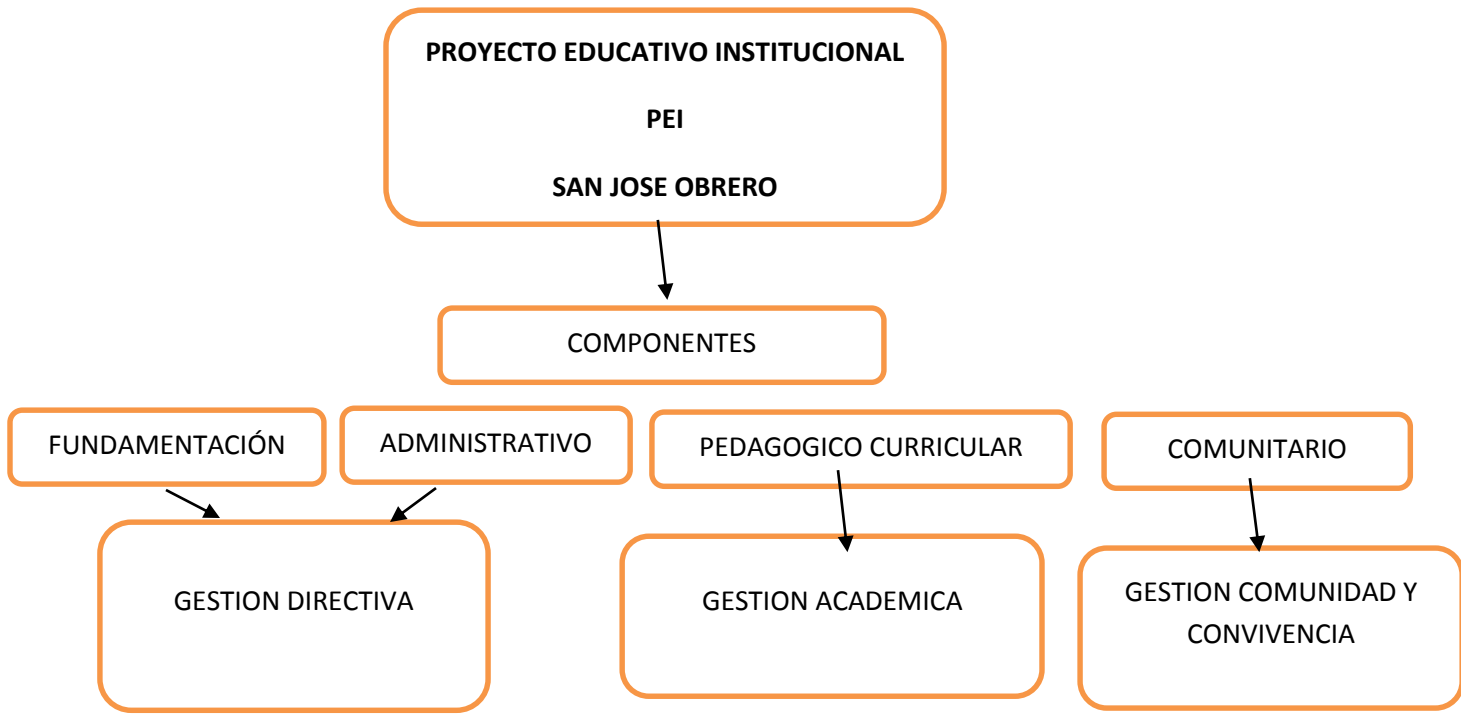 PROYECTO EDUCATIVO INSTITUCIONAL
PEI
SAN JOSE OBRERO
COMPONENTES
FUNDAMENTACIÓN
ADMINISTRATIVO
PEDAGOGICO CURRICULAR
COMUNITARIO
GESTION DIRECTIVA
GESTION ACADEMICA
GESTION COMUNIDAD Y
CONVIVENCIA